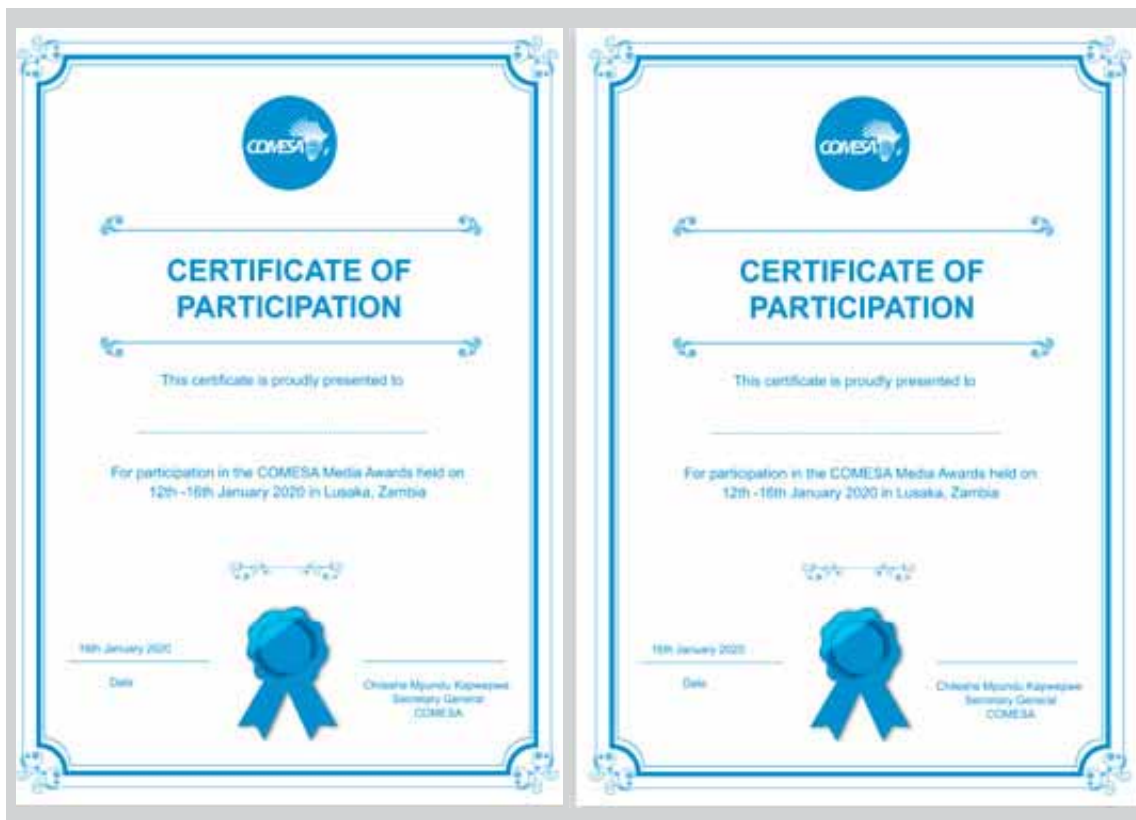 COMESA
CERTIFICATE OF
PARTICIPATION
This certificate is proudly presented to
For participation in the COMESA Media Awards held on
12th -16th January 2020 in Lusaka, Zambia
16th January 2020
Date
Chileshe Mpundu Kapwepwe
Secretary General
COMESA
COMESA
CERTIFICATE OF
PARTICIPATION
This certificate is proudly presented to
For participation in the COMESA Media Awards held on
12th -16th January 2020 in Lusaka, Zambia
16th January 2020
Date
Chileshe Mpundu Kapwepwe
Secretary General
COMESA